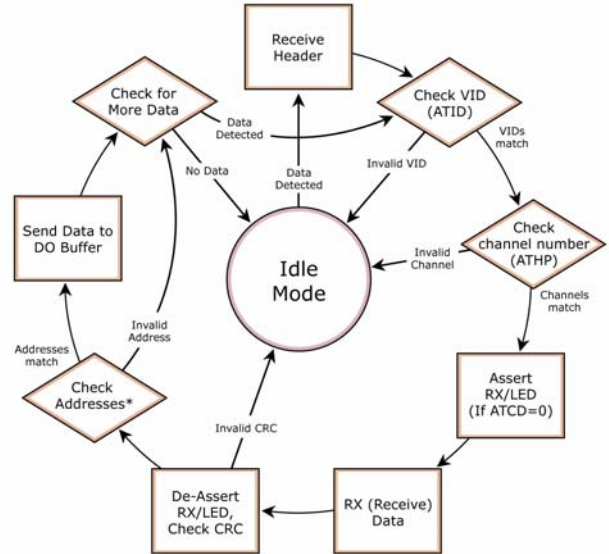 Receive
Header
Check for
More Data
Check VID
(ATID)
Data
Detected
VIDs
match
No Data
Data
Detected
Invalid VID
Send Data to
DO Buffer
Check
channel number
(ATHP)
Idle
Mode
Invalid
Channel
Channels
match
Invalid
Address
Addresses
match
Check
Addresses*
Assert
RX/LED
(If ATCD=0)
Invalid CRC
De-Assert
RX/LED,
Check CRC
RX (Receive)
Data